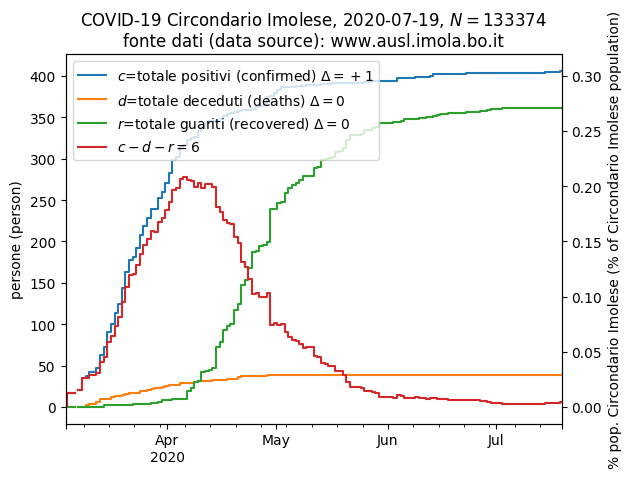 COVID-19 Circondario Imolese, 2020-07-19, N = 133374
fonte dati (data source): www.ausl.imola.bo.it
c=totale positivi (confirmed) Δ = +1
d=totale deceduti (deaths) Δ = 0
r=totale guariti (recovered) Δ = 0
c − d − r = 6
persone (person)
400
350
300
250
200
150
100
50
0
0.30
0.25
0.20
0.15
0.10
0.05
0.00
% pop. Circondario Imolese (% of Circondario Imolese population)
Apr
2020
May
Jun
Jul